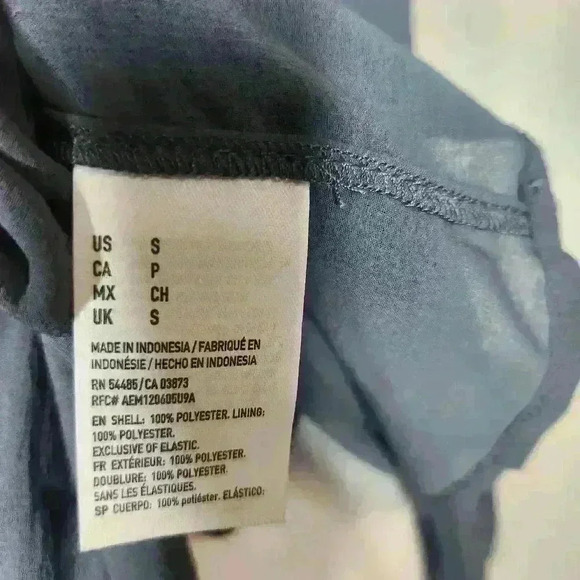 US S
CA P
MX CH
UK S
MADE IN INDONESIA / FABRIQUÉ EN
INDONÉSIE / HECHO EN INDONESIA
RN 54485 / CA 03873
RFC# AEM120605U9A
EN SHELL: 100% POLYESTER. LINING:
100% POLYESTER.
EXCLUSIVE OF ELASTIC.
FR EXTÉRIEUR: 100% POLYESTER.
DOUBLURE: 100% POLYESTER.
SANS LES ÉLASTIQUES.
SP CUERPO: 100% poliéster. ELÁSTICO: